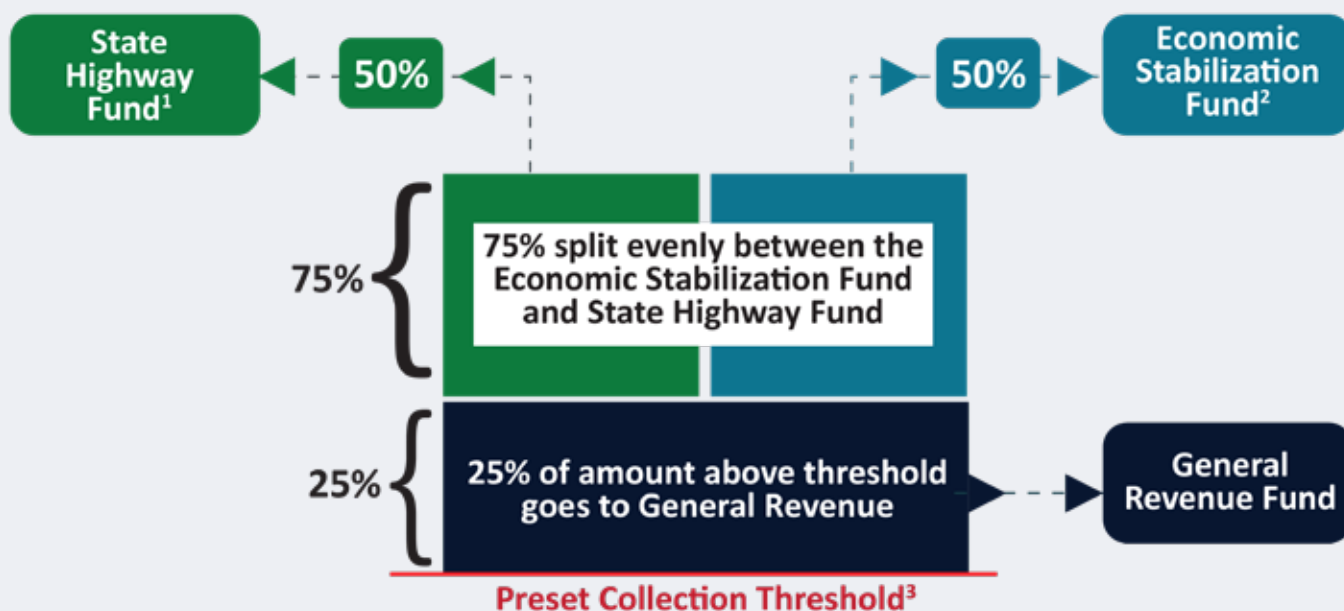 State
Highway
Fund¹
50%
50%
Economic
Stabilization
Fund²
75%
75% split evenly between the
Economic Stabilization Fund
and State Highway Fund
25%
25% of amount above threshold
goes to General Revenue
General
Revenue Fund
Preset Collection Threshold³